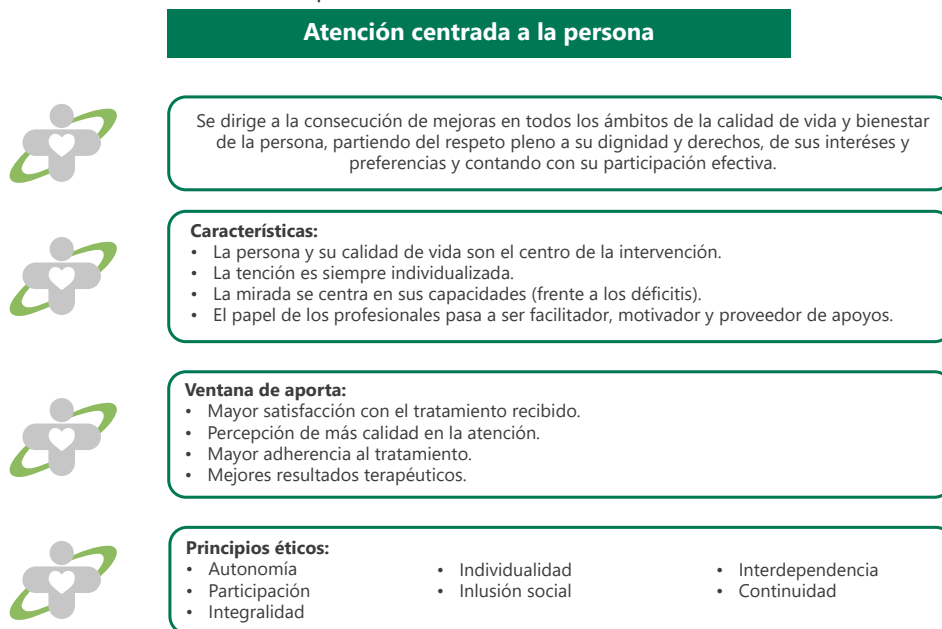 Atención centrada a la persona
Se dirige a la consecución de mejoras en todos los ámbitos de la calidad de vida y bienestar
de la persona, partiendo del respeto pleno a su dignidad y derechos, de sus interéses y
preferencias y contando con su participación efectiva.
Características:
• La persona y su calidad de vida son el centro de la intervención.
• La tención es siempre individualizada.
• La mirada se centra en sus capacidades (frente a los déficitis).
• El papel de los profesionales pasa a ser facilitador, motivador y proveedor de apoyos.
Ventana de aporta:
• Mayor satisfacción con el tratamiento recibido.
• Percepción de más calidad en la atención.
• Mayor adherencia al tratamiento.
• Mejores resultados terapéuticos.
Principios éticos:
• Autonomía
• Participación
• Integralidad
• Individualidad
• Inlusión social
• Interdependencia
• Continuidad